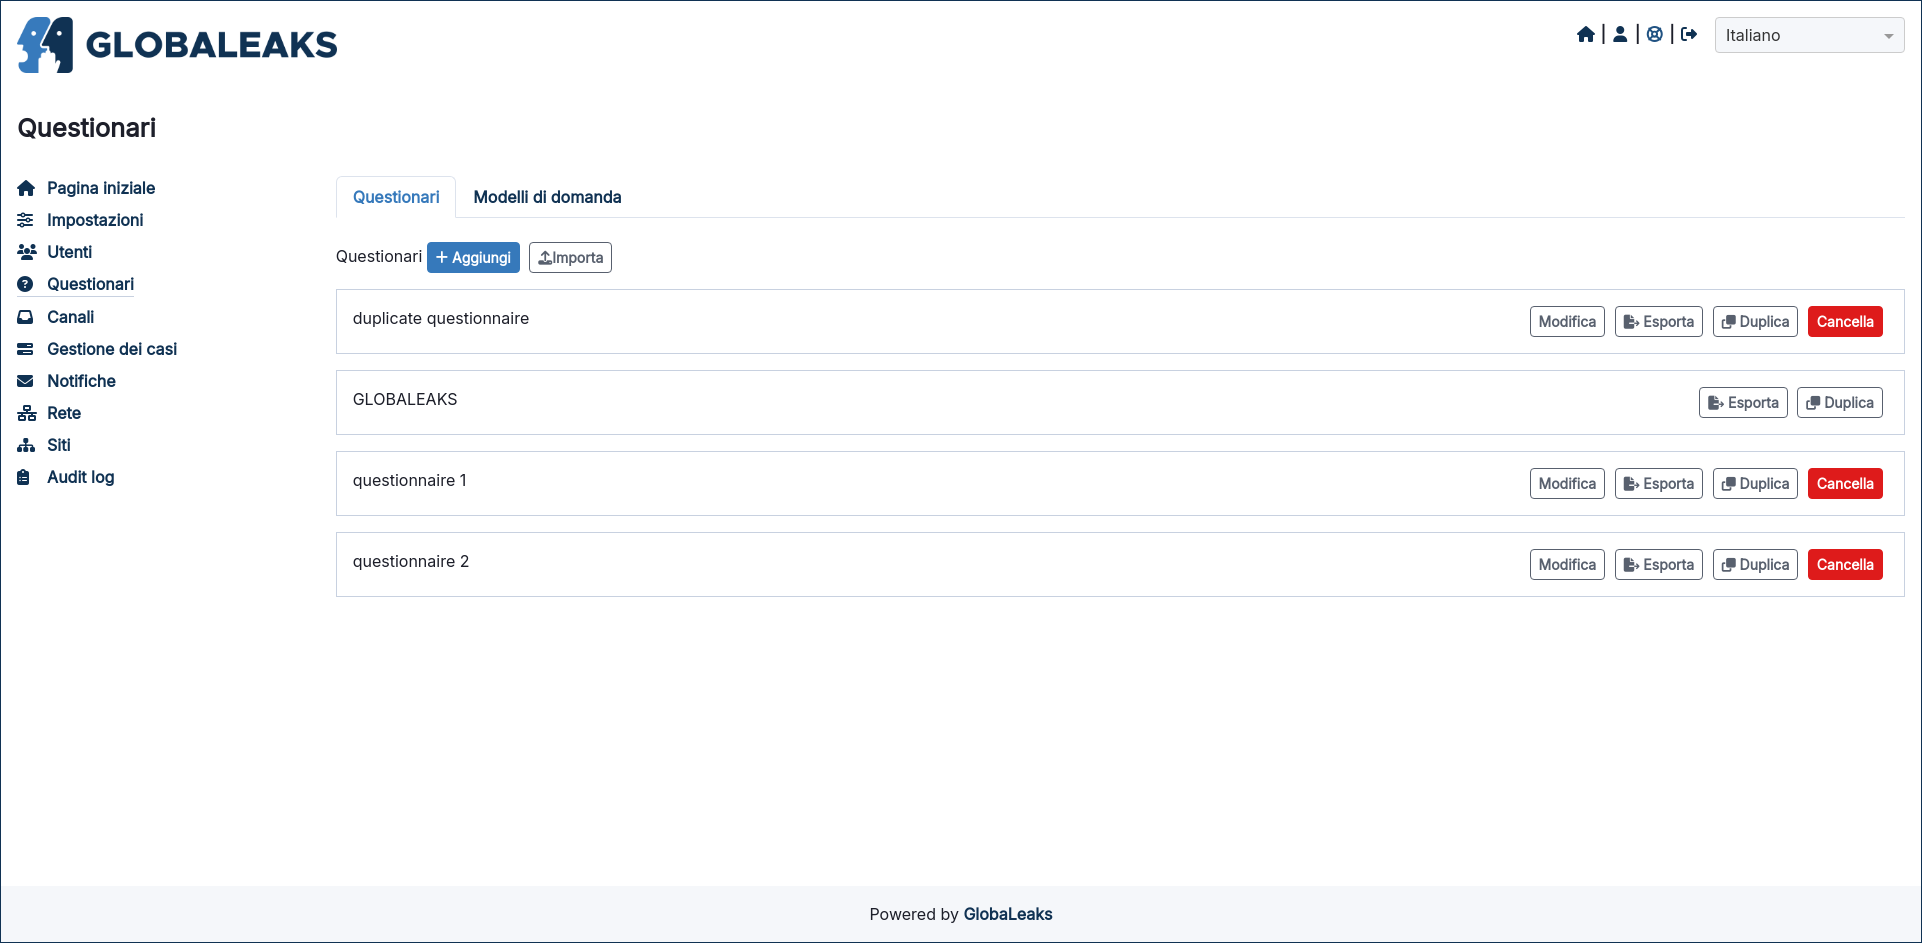 GLOBALEAKS
Italiano
Questionari
Pagina iniziale
Impostazioni
Utenti
Questionari
Canali
Gestione dei casi
Notifiche
Rete
Siti
Audit log
Questionari Modelli di domanda
Questionari Aggiungi Importa
duplicate questionnaire Modifica Esporta Duplica Cancella
GLOBALEAKS Esporta Duplica
questionnaire 1 Modifica Esporta Duplica Cancella
questionnaire 2 Modifica Esporta Duplica Cancella
Powered by GlobaLeaks